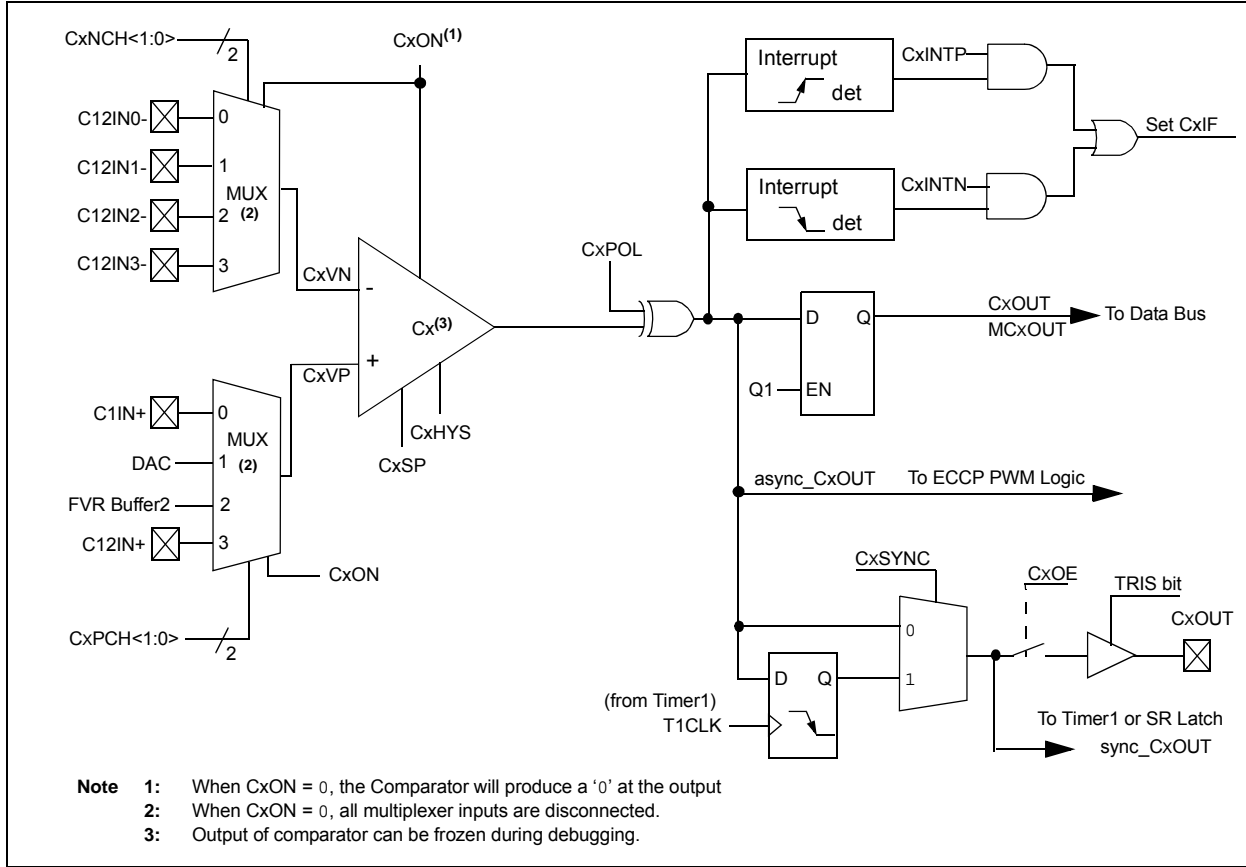 CxNCH<1:0>
2
CxON(1)
C12IN0-
0
C12IN1-
1
MUX
(2)
C12IN2-
2
C12IN3-
3
CxVN
-
Cx(3)
+
CxVP
CxHYS
CxSP
C1IN+
0
MUX
(2)
DAC
1
FVR Buffer2
2
C12IN+
3
CxON
CxPCH<1:0>
2
CxPOL
Interrupt
det
CxINTP
Set CxIF
Interrupt
det
CxINTN
D
Q
CxOUT
MCxOUT
To Data Bus
Q1
EN
async_CxOUT
To ECCP PWM Logic
CxSYNC
CxOE
TRIS bit
CxOUT
0
1
D
Q
(from Timer1)
T1CLK
To Timer1 or SR Latch
sync_CxOUT
Note 1: When CxON = 0, the Comparator will produce a ‘0’ at the output
2: When CxON = 0, all multiplexer inputs are disconnected.
3: Output of comparator can be frozen during debugging.